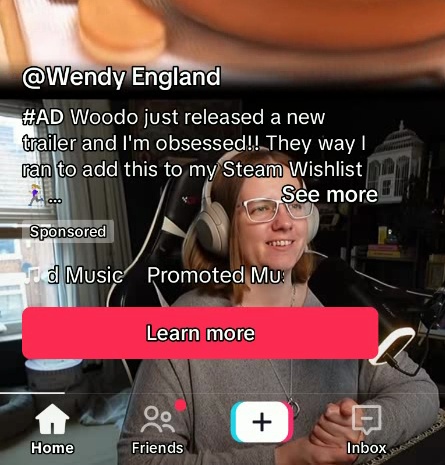 @Wendy England
#AD Woodo just released a new
trailer and I'm obsessed!! They way I
ran to add this to my Steam Wishlist
🏃‍♀️... See more
Sponsored
d Music Promoted Mu
Learn more
Home Friends Inbox